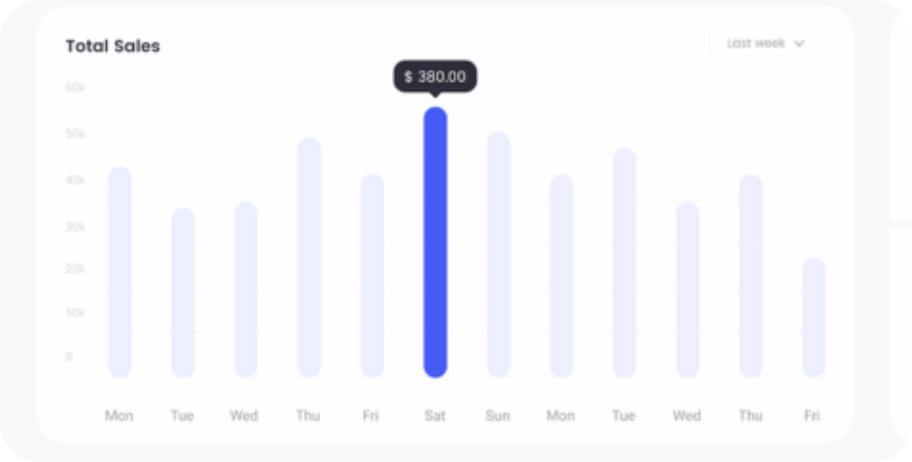 Total Sales
Last week
$ 380.00
60k
50k
40k
30k
20k
10k
0
Mon Tue Wed Thu Fri Sat Sun Mon Tue Wed Thu Fri